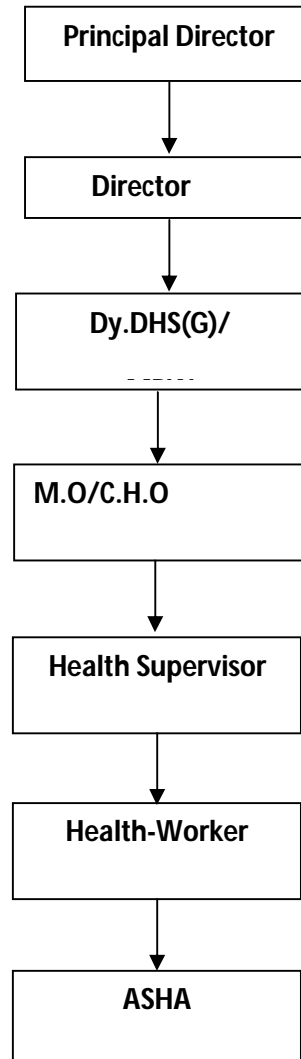 Principal Director
Director
Dy.DHS(G)/
M.O/C.H.O
Health Supervisor
Health-Worker
ASHA